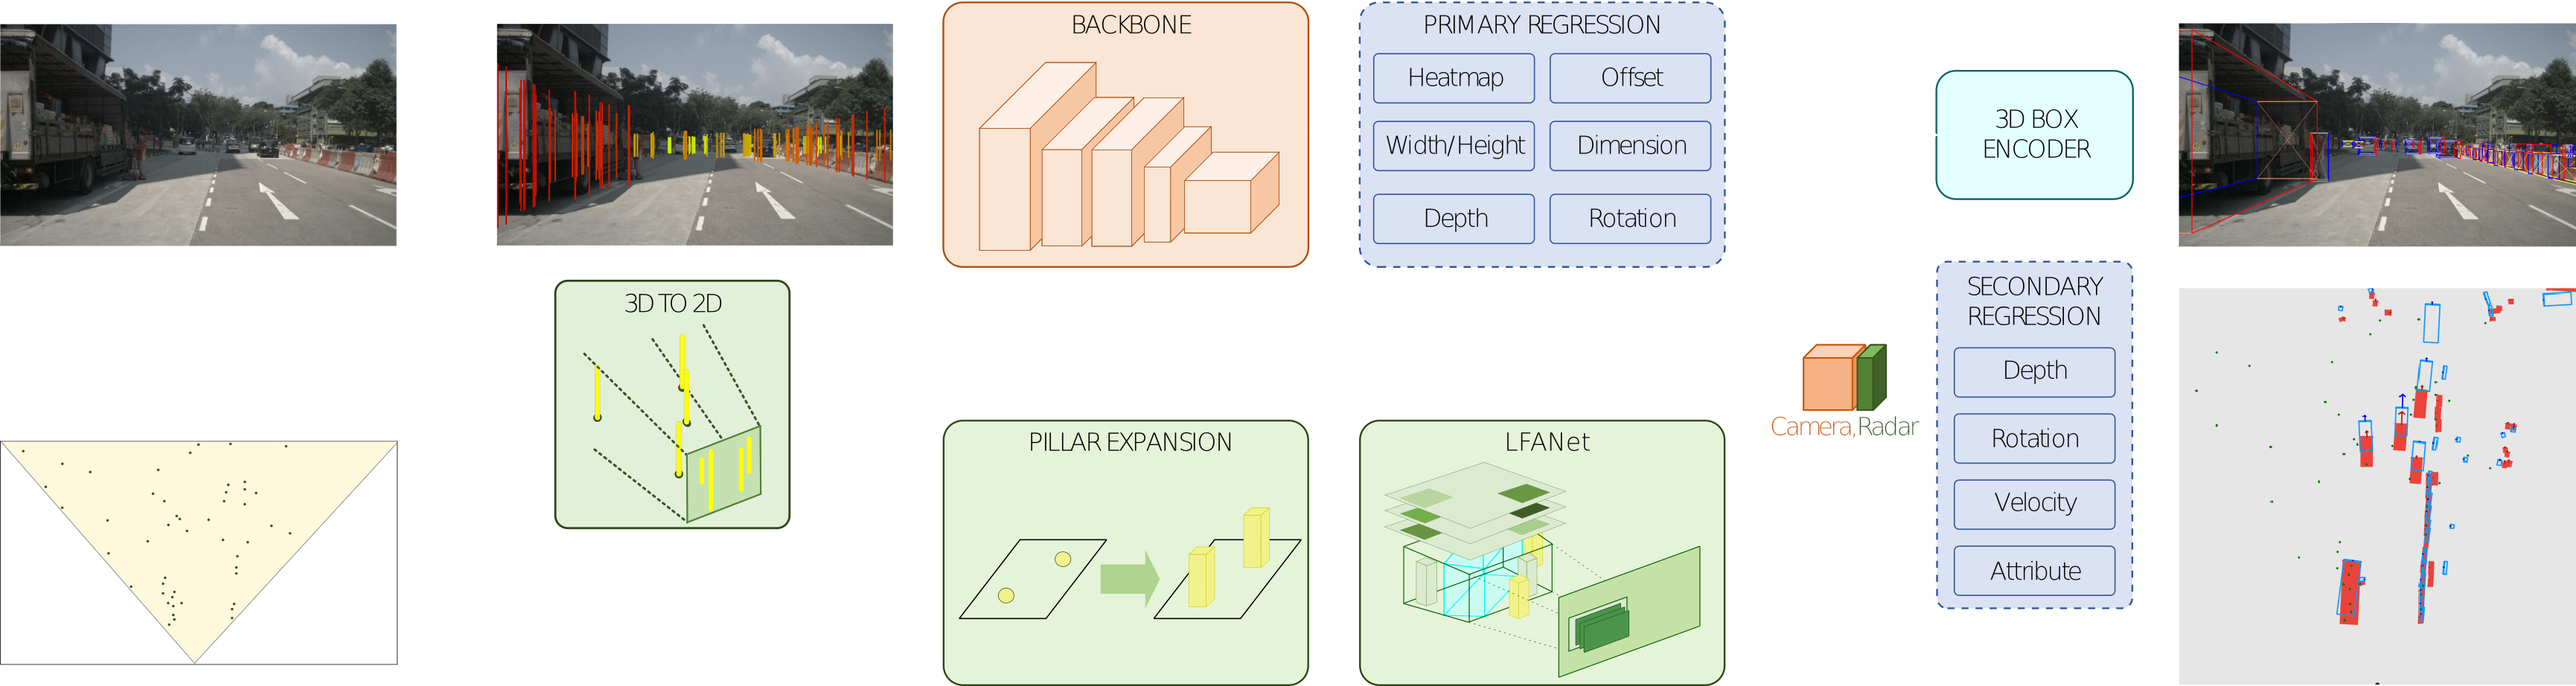 BACKBONE
PRIMARY REGRESSION
Heatmap
Offset
Width/Height
Dimension
Depth
Rotation
3D BOX
ENCODER
3D TO 2D
SECONDARY
REGRESSION
Depth
Rotation
Velocity
Attribute
Camera, Radar
PILLAR EXPANSION
LFANet